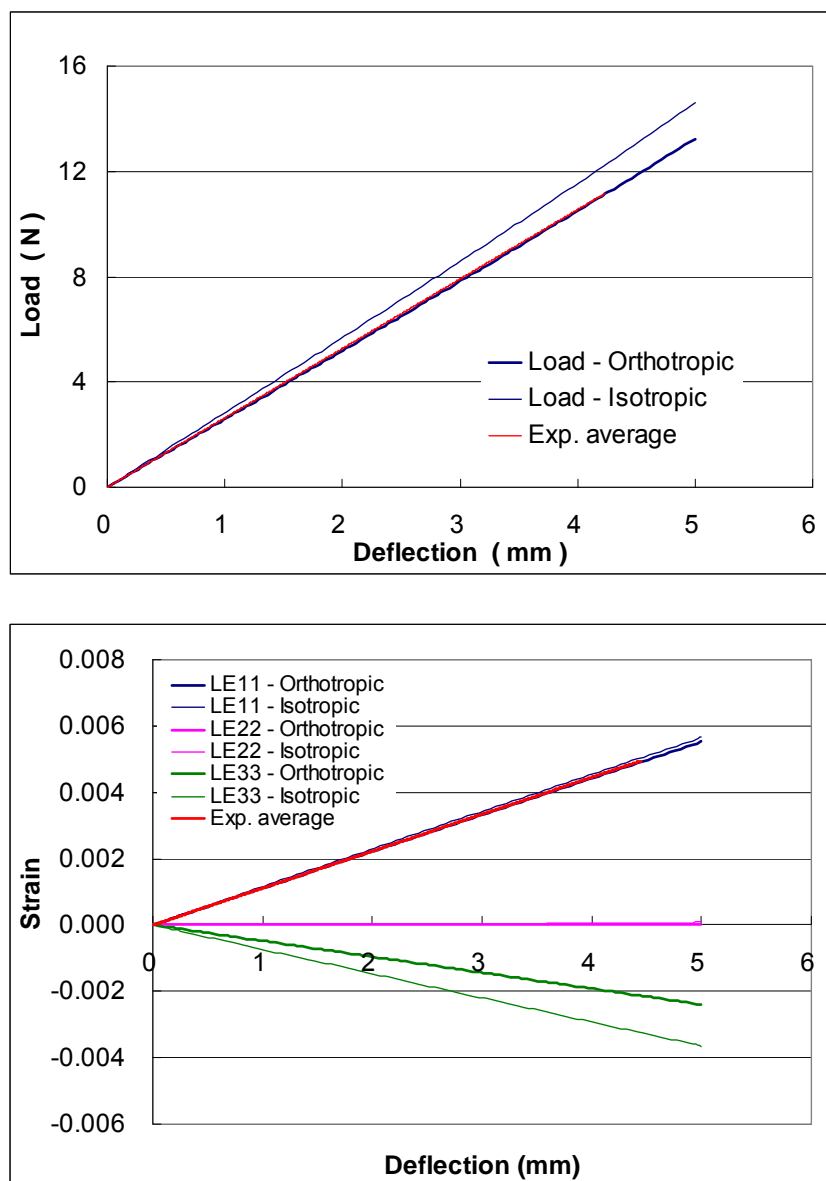 16
12
8
4
0
Load ( N )
Load - Orthotropic
Load - Isotropic
Exp. average
0 1 2 3 4 5 6
Deflection ( mm )
0.008
0.006
0.004
0.002
0.000
-0.002
-0.004
-0.006
Strain
LE11 - Orthotropic
LE11 - Isotropic
LE22 - Orthotropic
LE22 - Isotropic
LE33 - Orthotropic
LE33 - Isotropic
Exp. average
0 1 2 3 4 5 6
Deflection (mm)